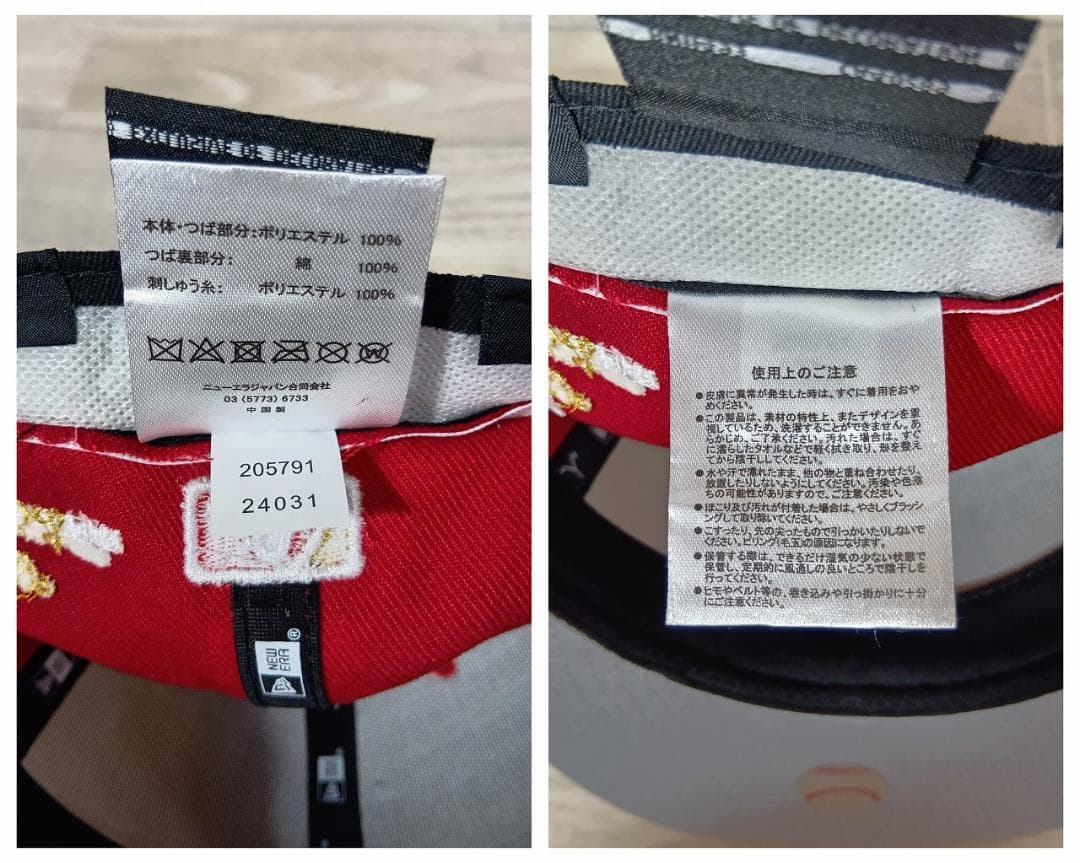 本体・つば部分:ポリエステル 100%
つば裏部分: 綿 100%
刺しゅう糸: ポリエステル 100%
ニューエラジャパン合同会社
03 (5773) 6733
中国製
205791
24031
NEW ERA
®
使用上のご注意
●皮膚に異常が発生した時は、すぐに着用をおや
めください。
●この製品は、素材の特性上、またデザインを重
視しているため、洗濯することができません。あ
らかじめ、ご了承ください。汚れた場合は、すぐ
に濡らしたタオルなどで軽く拭き取り、形を整え
てから陰干ししてください。
●水や汗で濡れたまま、他の物と重ね合わせたり、
放置したりしないようにしてください。汚染や色落
ちの可能性がありますので、ご注意ください。
●ほこり及び汚れが付着した場合は、やさしくブラッシ
ングして取り除いてください。
●こすったり、先の尖ったもので引っかいたりしないで
ください。ピリング(毛玉)の原因になります。
●保管する際は、できるだけ湿気の少ない状態で
保管し、定期的に風通しの良いところで陰干しを
行ってください。
●ヒモやベルト等の、巻き込みや引っ掛かりに十分
にご注意ください。